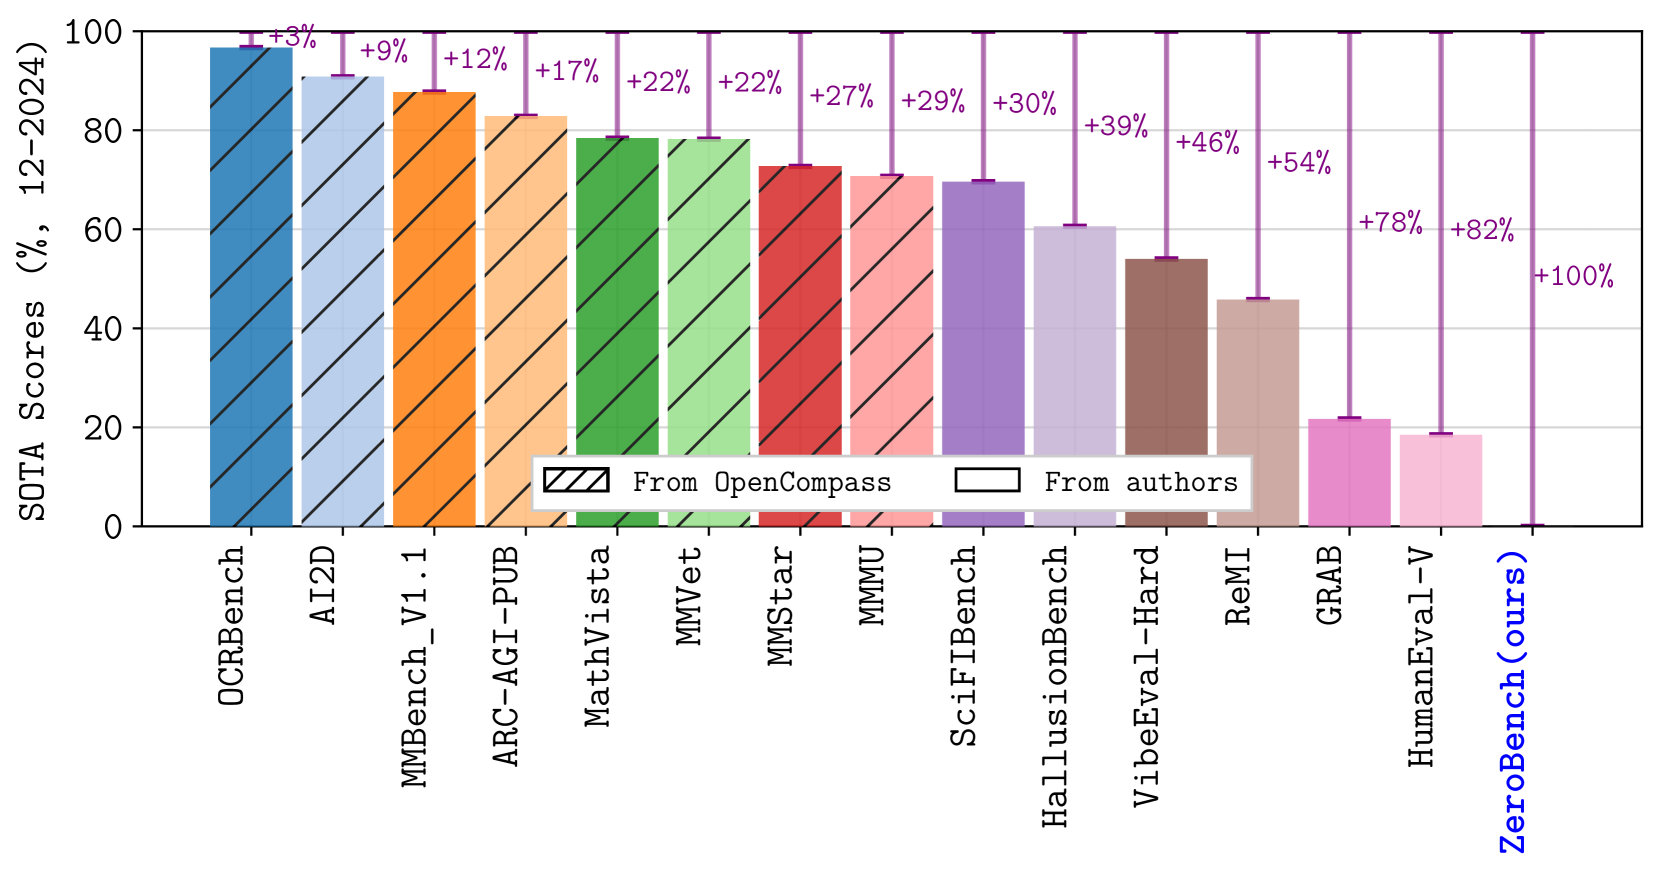 SOTA Scores (%, 12-2024)
100
80
60
40
20
0
+3%
+9%
+12%
+17%
+22%
+22%
+27%
+29%
+30%
+39%
+46%
+54%
+78%
+82%
+100%
From OpenCompass
From authors
OCRBench
AI2D
MMBench_V1.1
ARC-AGI-PUB
MathVista
MMVet
MMStar
MMMU
SciFIBench
HallusionBench
VibeEval-Hard
ReMI
GRAB
HumanEval-V
ZeroBench(ours)